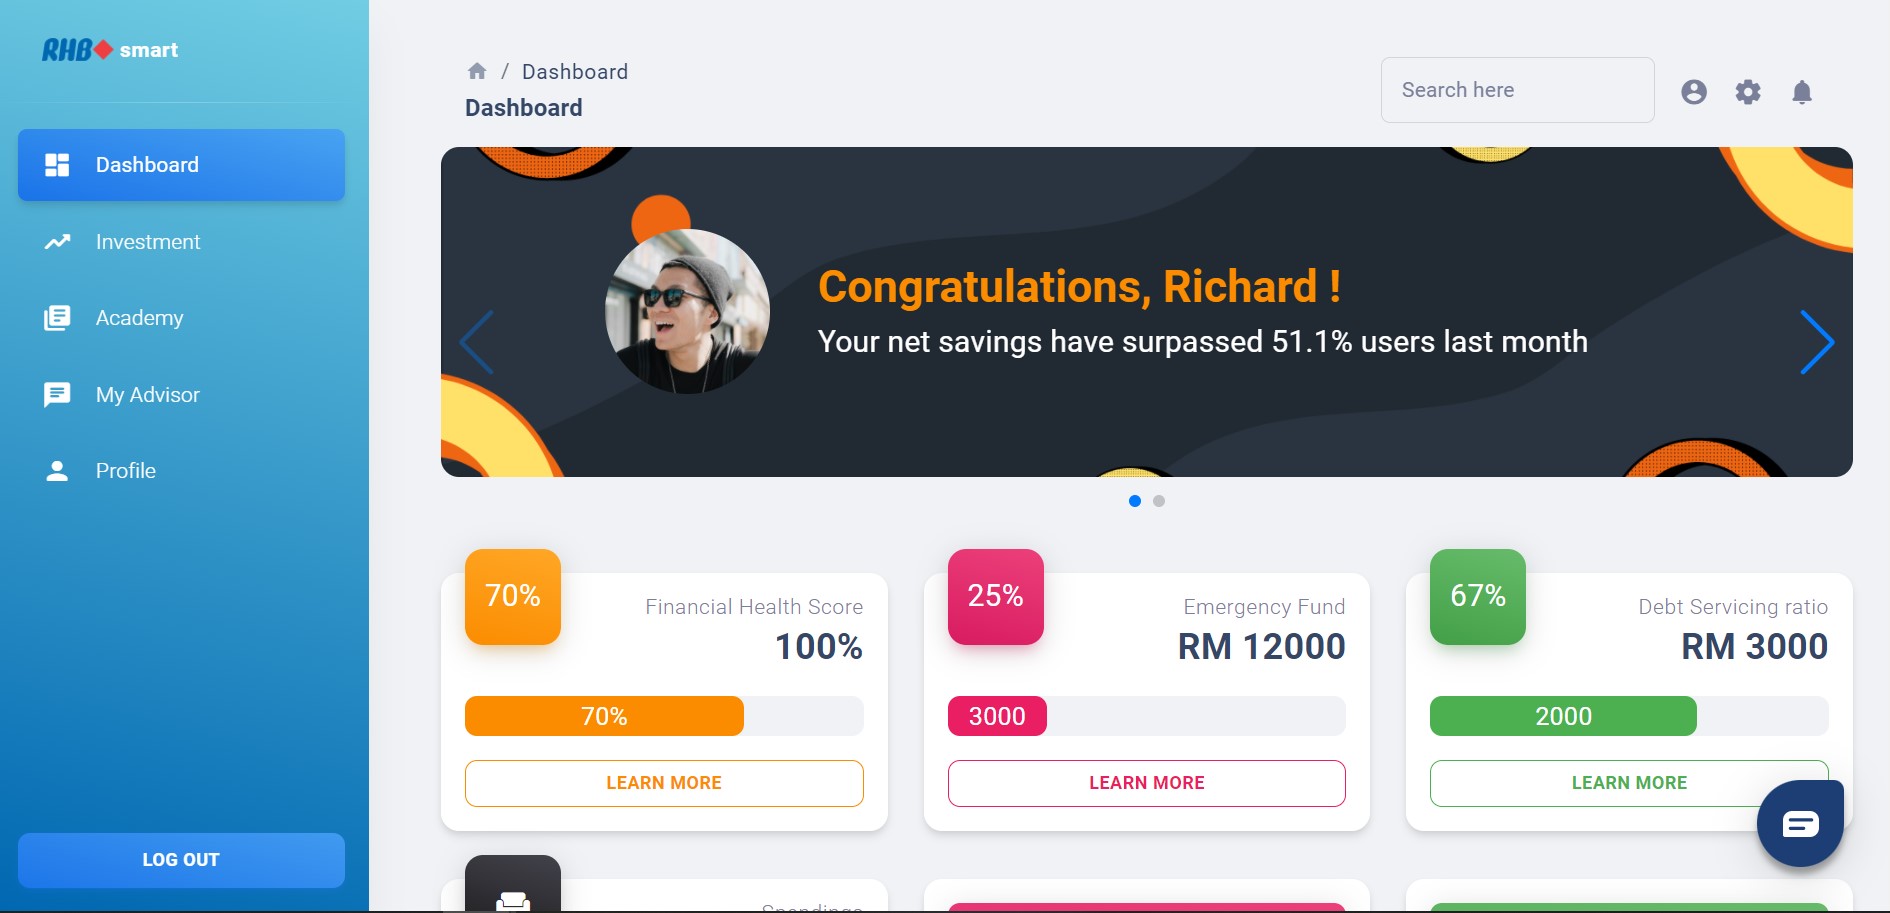 RHB smart
Dashboard
Investment
Academy
My Advisor
Profile
LOG OUT
/ Dashboard
Dashboard
Search here
Congratulations, Richard !
Your net savings have surpassed 51.1% users last month
70%
Financial Health Score
100%
70%
LEARN MORE
25%
Emergency Fund
RM 12000
3000
LEARN MORE
67%
Debt Servicing ratio
RM 3000
2000
LEARN MORE
Spendings